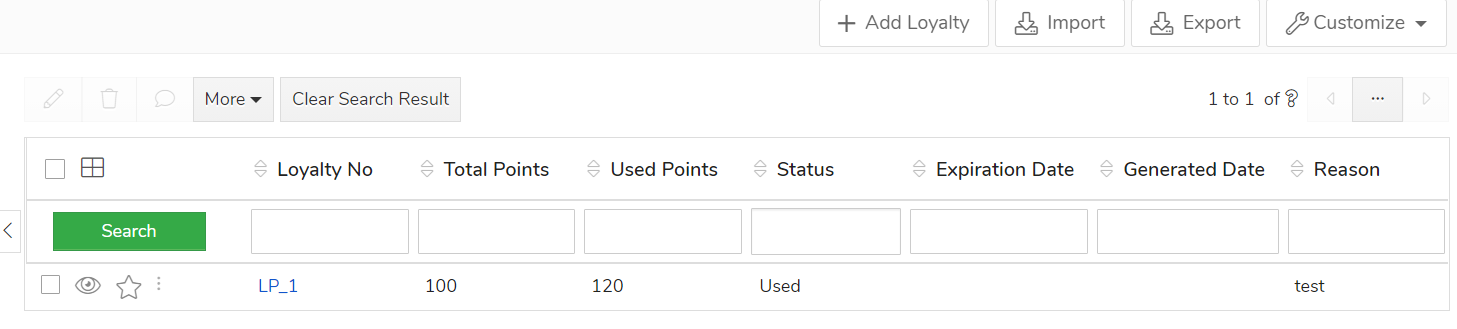 Add Loyalty Import Export Customize
More Clear Search Result 1 to 1 of ?
Loyalty No Total Points Used Points Status Expiration Date Generated Date Reason
Search
LP_1 100 120 Used test